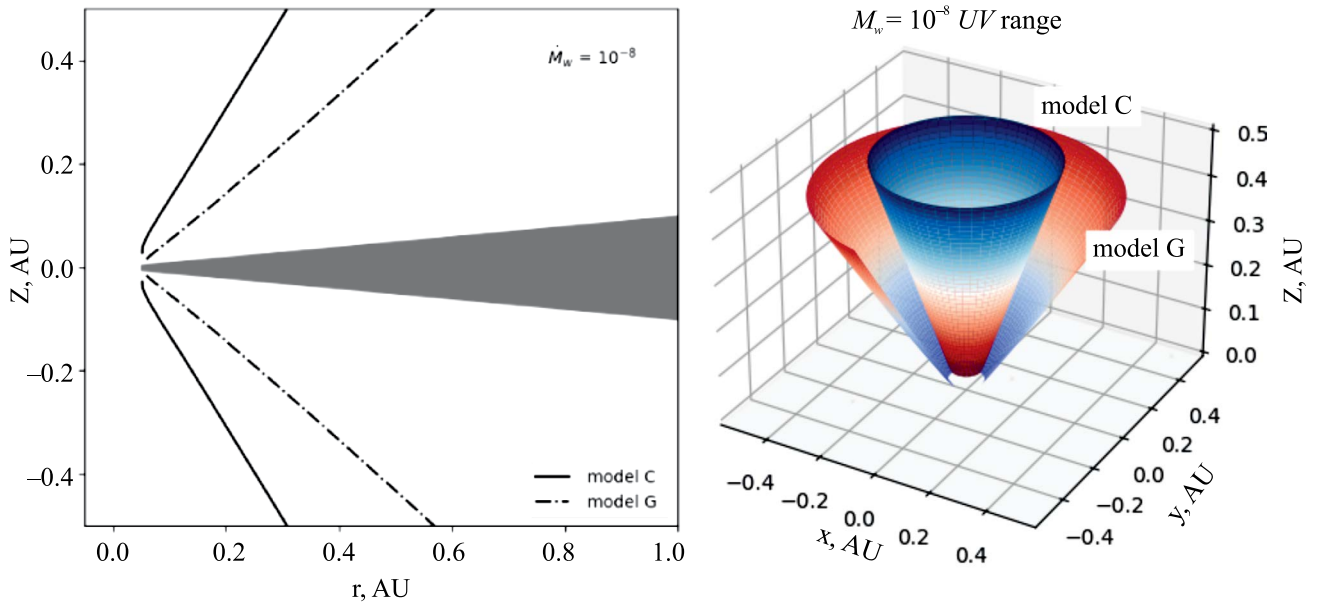 Ṁw = 10⁻⁸
0.4
0.2
0.0
–0.2
–0.4
Z, AU
model C
model G
0.0
0.2
0.4
0.6
0.8
1.0
r, AU
Mw = 10⁻⁸ UV range
model C
model G
0.5
0.4
0.3
0.2
0.1
0.0
Z, AU
−0.4
−0.2
0.0
0.2
0.4
x, AU
0.4
0.2
0.0
−0.2
−0.4
y, AU